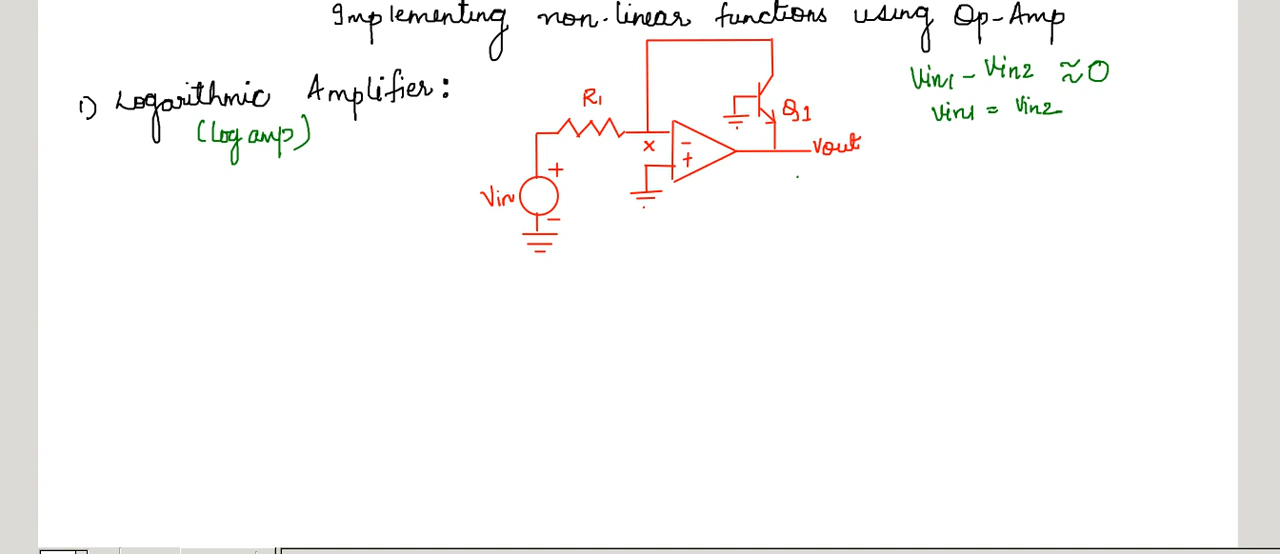 Implementing non-linear functions using Op-Amp
1) Logarithmic Amplifier:
(Log amp)
Vin1 - Vin2 ≈ 0
Vin1 = Vin2
R1
Q1
x
-
+
Vout
+
Vin
-